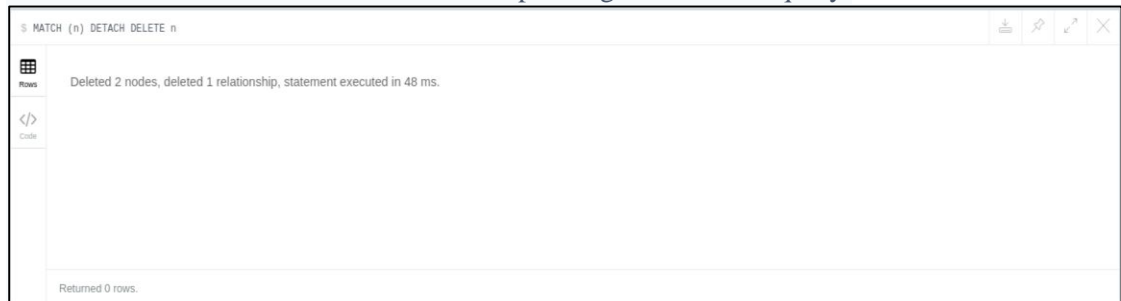 $ MATCH (n) DETACH DELETE n
Rows
Deleted 2 nodes, deleted 1 relationship, statement executed in 48 ms.
Code
Returned 0 rows.